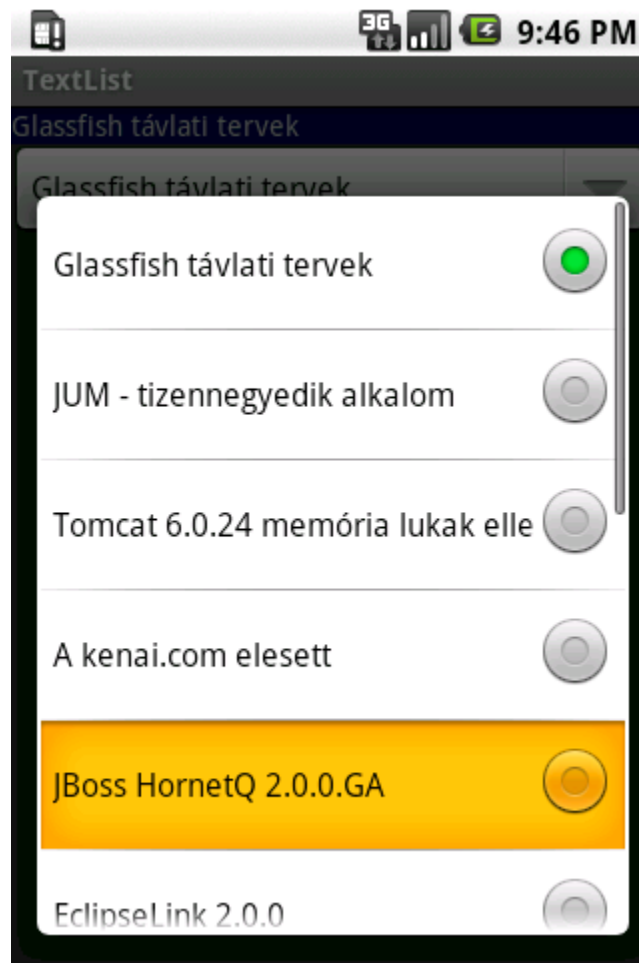 3G 9:46 PM
TextList
Glassfish távlati tervek
Glassfish távlati tervek
Glassfish távlati tervek
JUM - tizennegyedik alkalom
Tomcat 6.0.24 memória lukak elle
A kenai.com elesett
JBoss HornetQ 2.0.0.GA
EclipseLink 2.0.0